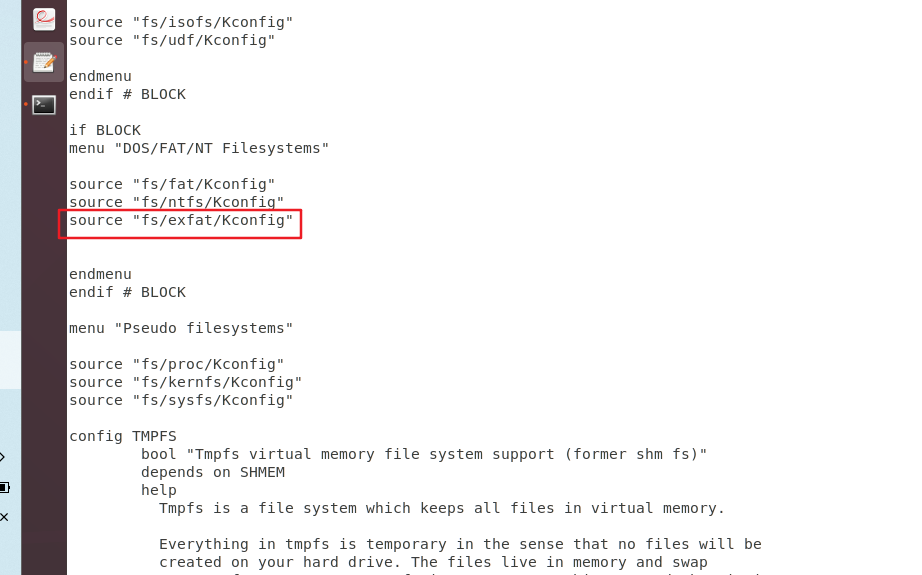 source "fs/isofs/Kconfig"
source "fs/udf/Kconfig"
endmenu
endif # BLOCK
if BLOCK
menu "DOS/FAT/NT Filesystems"
source "fs/fat/Kconfig"
source "fs/ntfs/Kconfig"
source "fs/exfat/Kconfig"
endmenu
endif # BLOCK
menu "Pseudo filesystems"
source "fs/proc/Kconfig"
source "fs/kernfs/Kconfig"
source "fs/sysfs/Kconfig"
config TMPFS
bool "Tmpfs virtual memory file system support (former shm fs)"
depends on SHMEM
help
Tmpfs is a file system which keeps all files in virtual memory.
Everything in tmpfs is temporary in the sense that no files will be
created on your hard drive. The files live in memory and swap